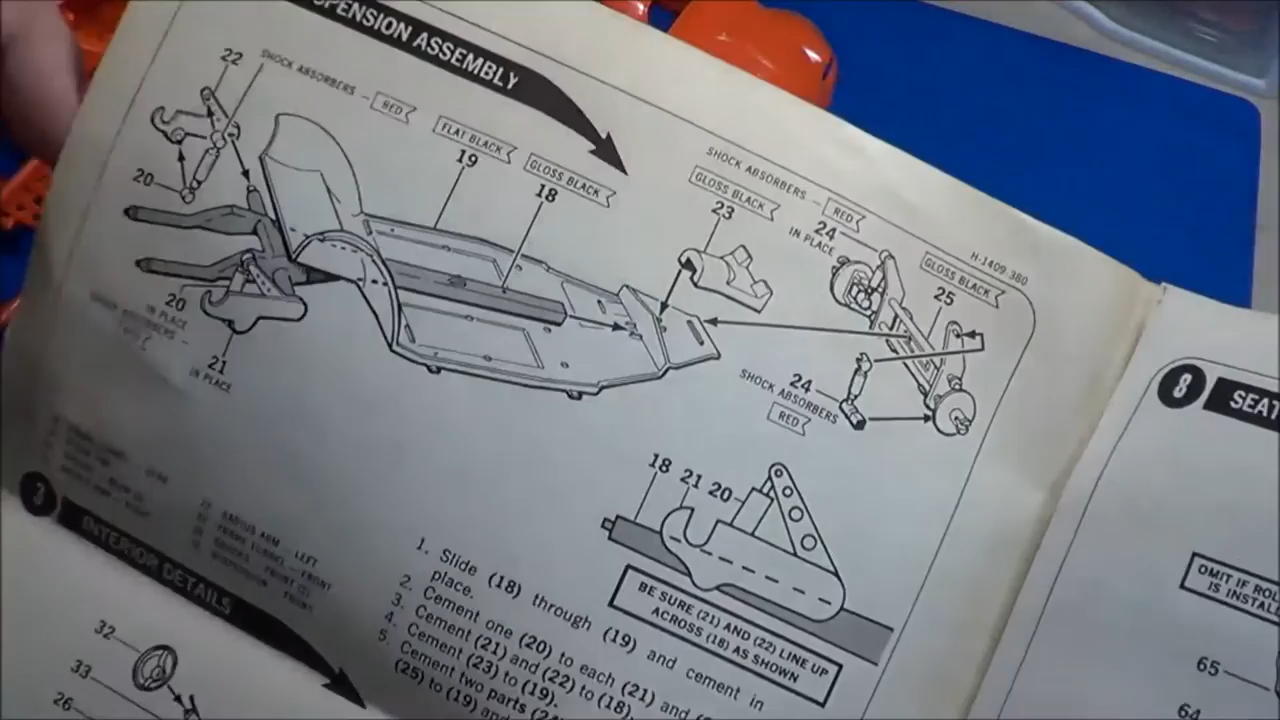 SPENSION ASSEMBLY
22
SHOCK ABSORBERS – RED
FLAT BLACK
19
GLOSS BLACK
18
SHOCK ABSORBERS – RED
GLOSS BLACK
23
24
IN PLACE
H-1409 380
GLOSS BLACK
25
20
20
IN PLACE
21
IN PLACE
24
SHOCK ABSORBERS
RED
18 21 20
BE SURE (21) AND (22) LINE UP
ACROSS (18) AS SHOWN
1. Slide (18) through (19) and cement in
place.
2. Cement one (20) to each (21) and
3. Cement (21) and (22) to (18).
4. Cement (23) to (19).
5. Cement two parts
(25) to (19) and
RADIUS ARM – LEFT
3
INTERIOR DETAILS
32
33
26
8
SEAT
OMIT IF
IS
65
64